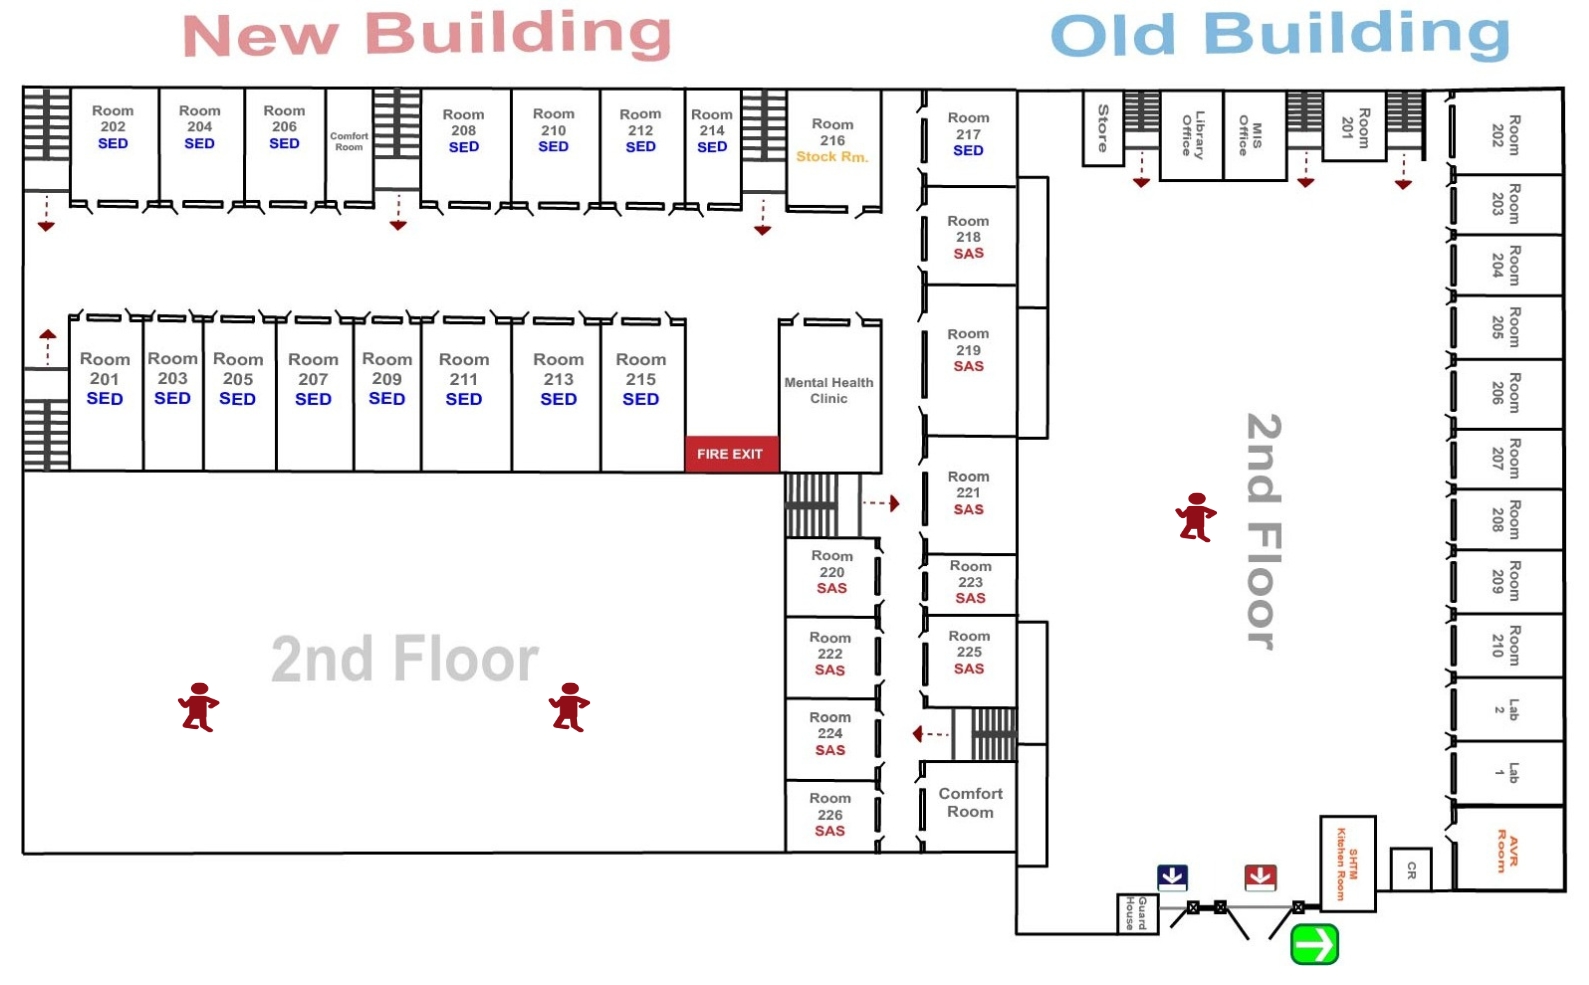 New Building
Old Building
Room
202
SED
Room
204
SED
Room
206
SED
Comfort
Room
Room
208
SED
Room
210
SED
Room
212
SED
Room
214
SED
Room
216
Stock Rm.
Room
217
SED
Room
218
SAS
Room
219
SAS
Room
221
SAS
Room
223
SAS
Room
225
SAS
Comfort
Room
Room
201
SED
Room
203
SED
Room
205
SED
Room
207
SED
Room
209
SED
Room
211
SED
Room
213
SED
Room
215
SED
FIRE EXIT
Mental Health
Clinic
Room
220
SAS
Room
222
SAS
Room
224
SAS
Room
226
SAS
2nd Floor
Store
Library
Office
MIS
Office
Room
201
Room
202
Room
203
Room
204
Room
205
Room
206
Room
207
Room
208
Room
209
Room
210
Lab
2
Lab
1
AVR
Room
2nd Floor
SHTM
Kitchen Room
CR
Guard
House